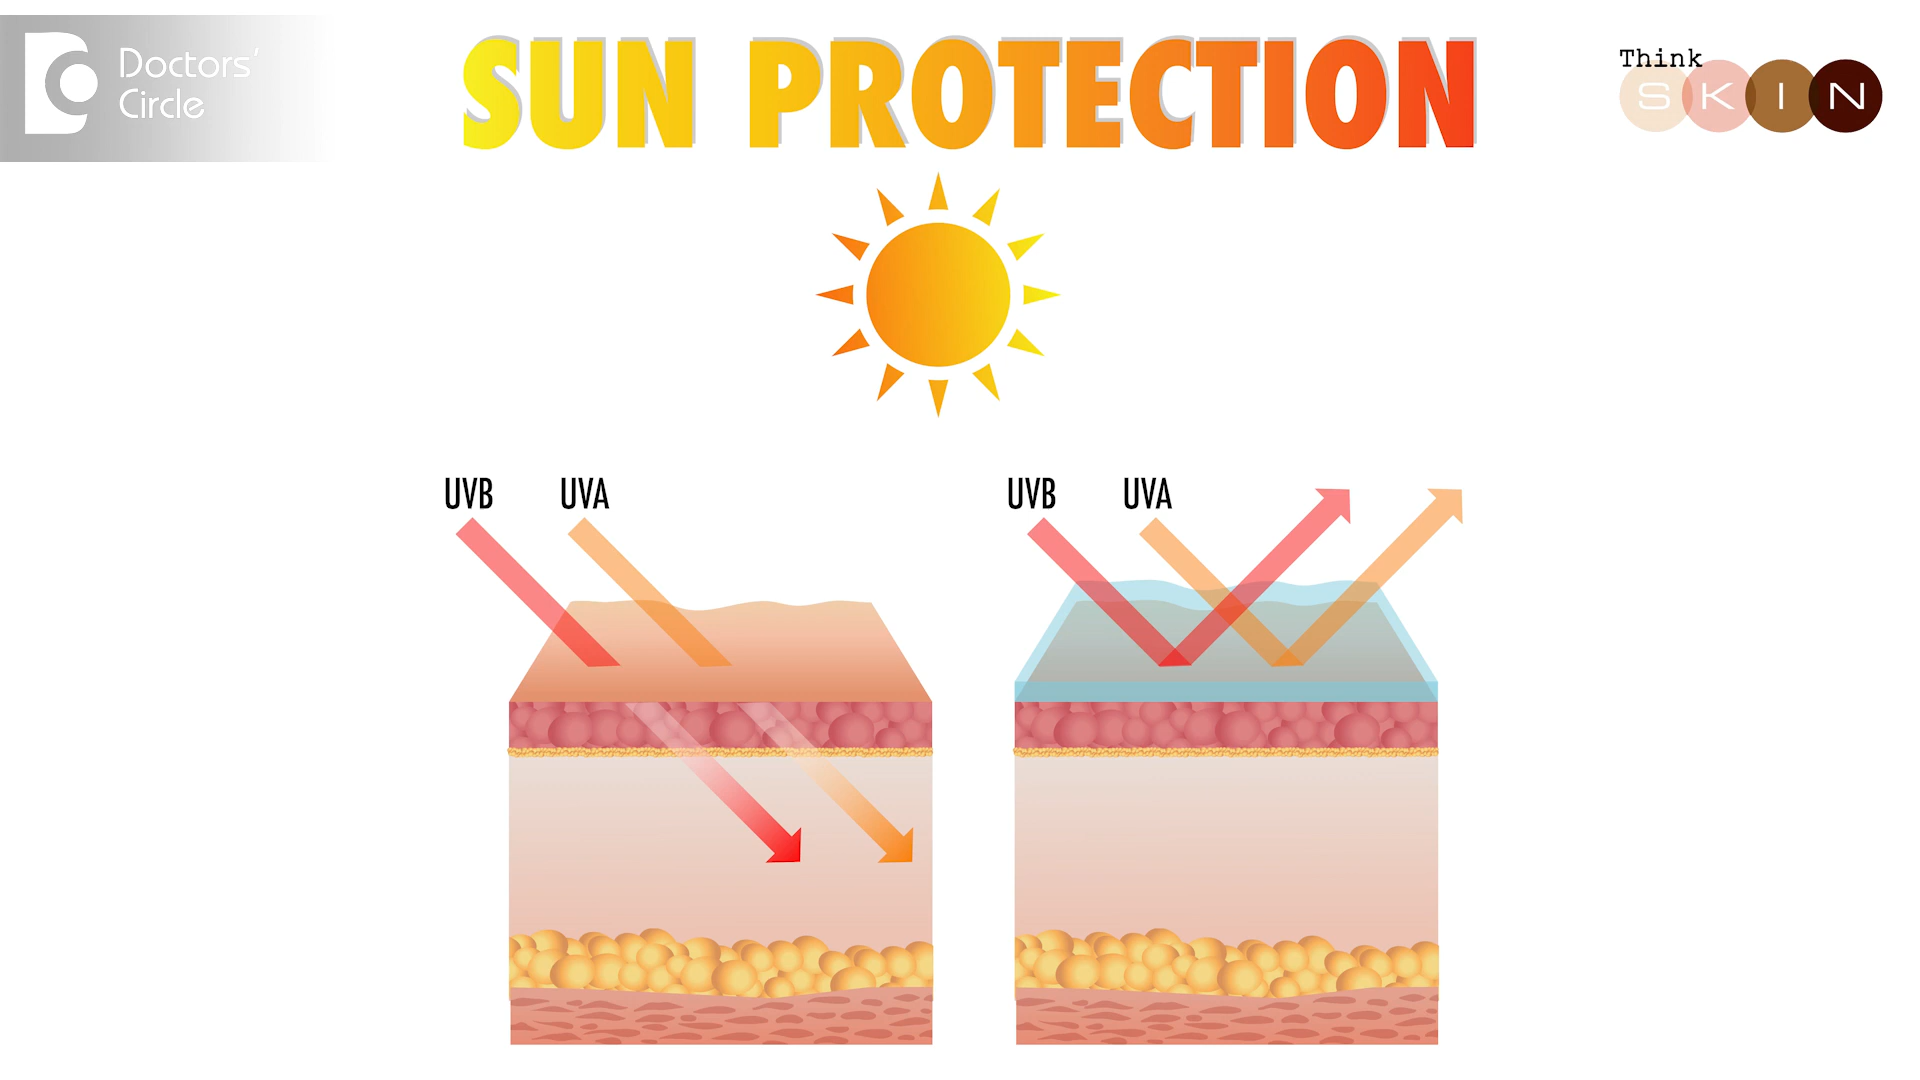 Doctors'
Circle
SUN PROTECTION
Think
SKIN
UVB UVA
UVB UVA